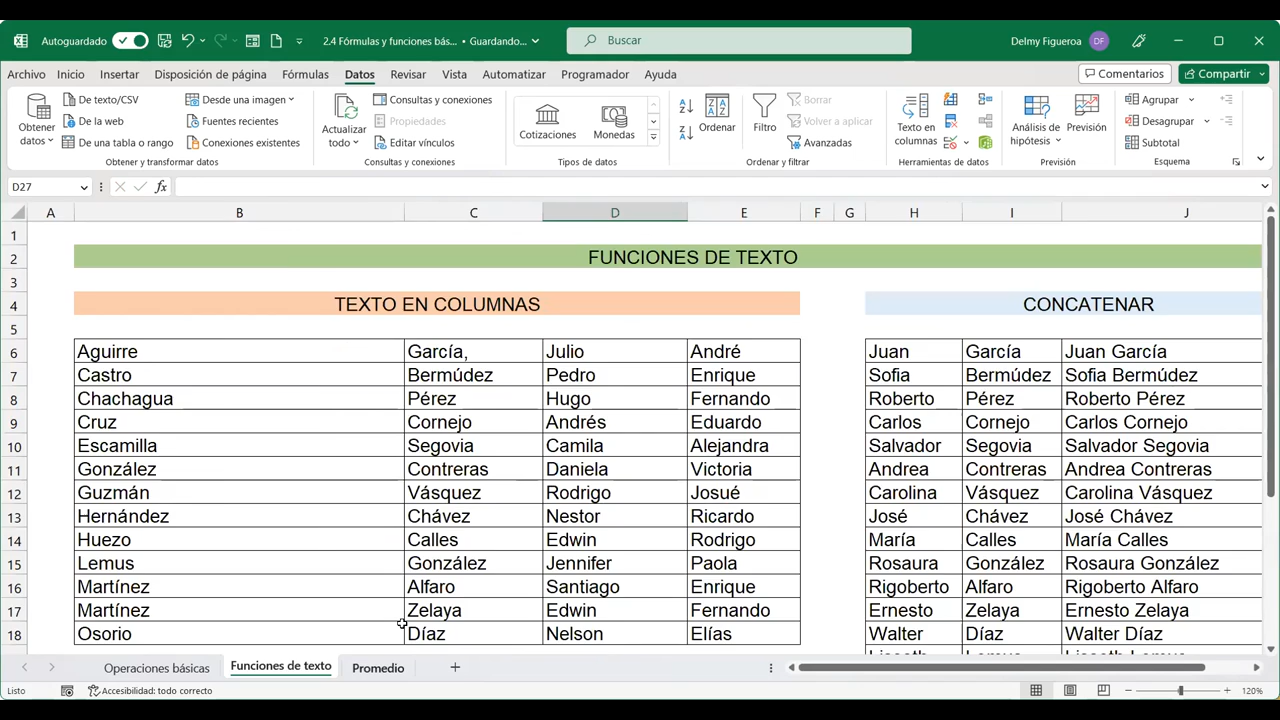 Autoguardado 2.4 Fórmulas y funciones bás... • Guardando... Buscar Delmy Figueroa DF
Archivo Inicio Insertar Disposición de página Fórmulas Datos Revisar Vista Automatizar Programador Ayuda Comentarios Compartir
Obtener datos De texto/CSV De la web De una tabla o rango Desde una imagen Fuentes recientes Conexiones existentes
Actualizar todo Consultas y conexiones Propiedades Editar vínculos
Cotizaciones Monedas
Ordenar Filtro Borrar Volver a aplicar Avanzadas
Texto en columnas
Análisis de hipótesis Previsión
Agrupar Desagrupar Subtotal
Obtener y transformar datos Consultas y conexiones Tipos de datos Ordenar y filtrar Herramientas de datos Previsión Esquema
D27 fx
A B C D E F G H I J
1
2 FUNCIONES DE TEXTO
3
4 TEXTO EN COLUMNAS CONCATENAR
5
6 Aguirre García, Julio André Juan García Juan García
7 Castro Bermúdez Pedro Enrique Sofia Bermúdez Sofia Bermúdez
8 Chachagua Pérez Hugo Fernando Roberto Pérez Roberto Pérez
9 Cruz Cornejo Andrés Eduardo Carlos Cornejo Carlos Cornejo
10 Escamilla Segovia Camila Alejandra Salvador Segovia Salvador Segovia
11 González Contreras Daniela Victoria Andrea Contreras Andrea Contreras
12 Guzmán Vásquez Rodrigo Josué Carolina Vásquez Carolina Vásquez
13 Hernández Chávez Nestor Ricardo José Chávez José Chávez
14 Huezo Calles Edwin Rodrigo María Calles María Calles
15 Lemus González Jennifer Paola Rosaura González Rosaura González
16 Martínez Alfaro Santiago Enrique Rigoberto Alfaro Rigoberto Alfaro
17 Martínez Zelaya Edwin Fernando Ernesto Zelaya Ernesto Zelaya
18 Osorio Díaz Nelson Elías Walter Díaz Walter Díaz
Operaciones básicas Funciones de texto Promedio
Listo Accesibilidad: todo correcto 120%